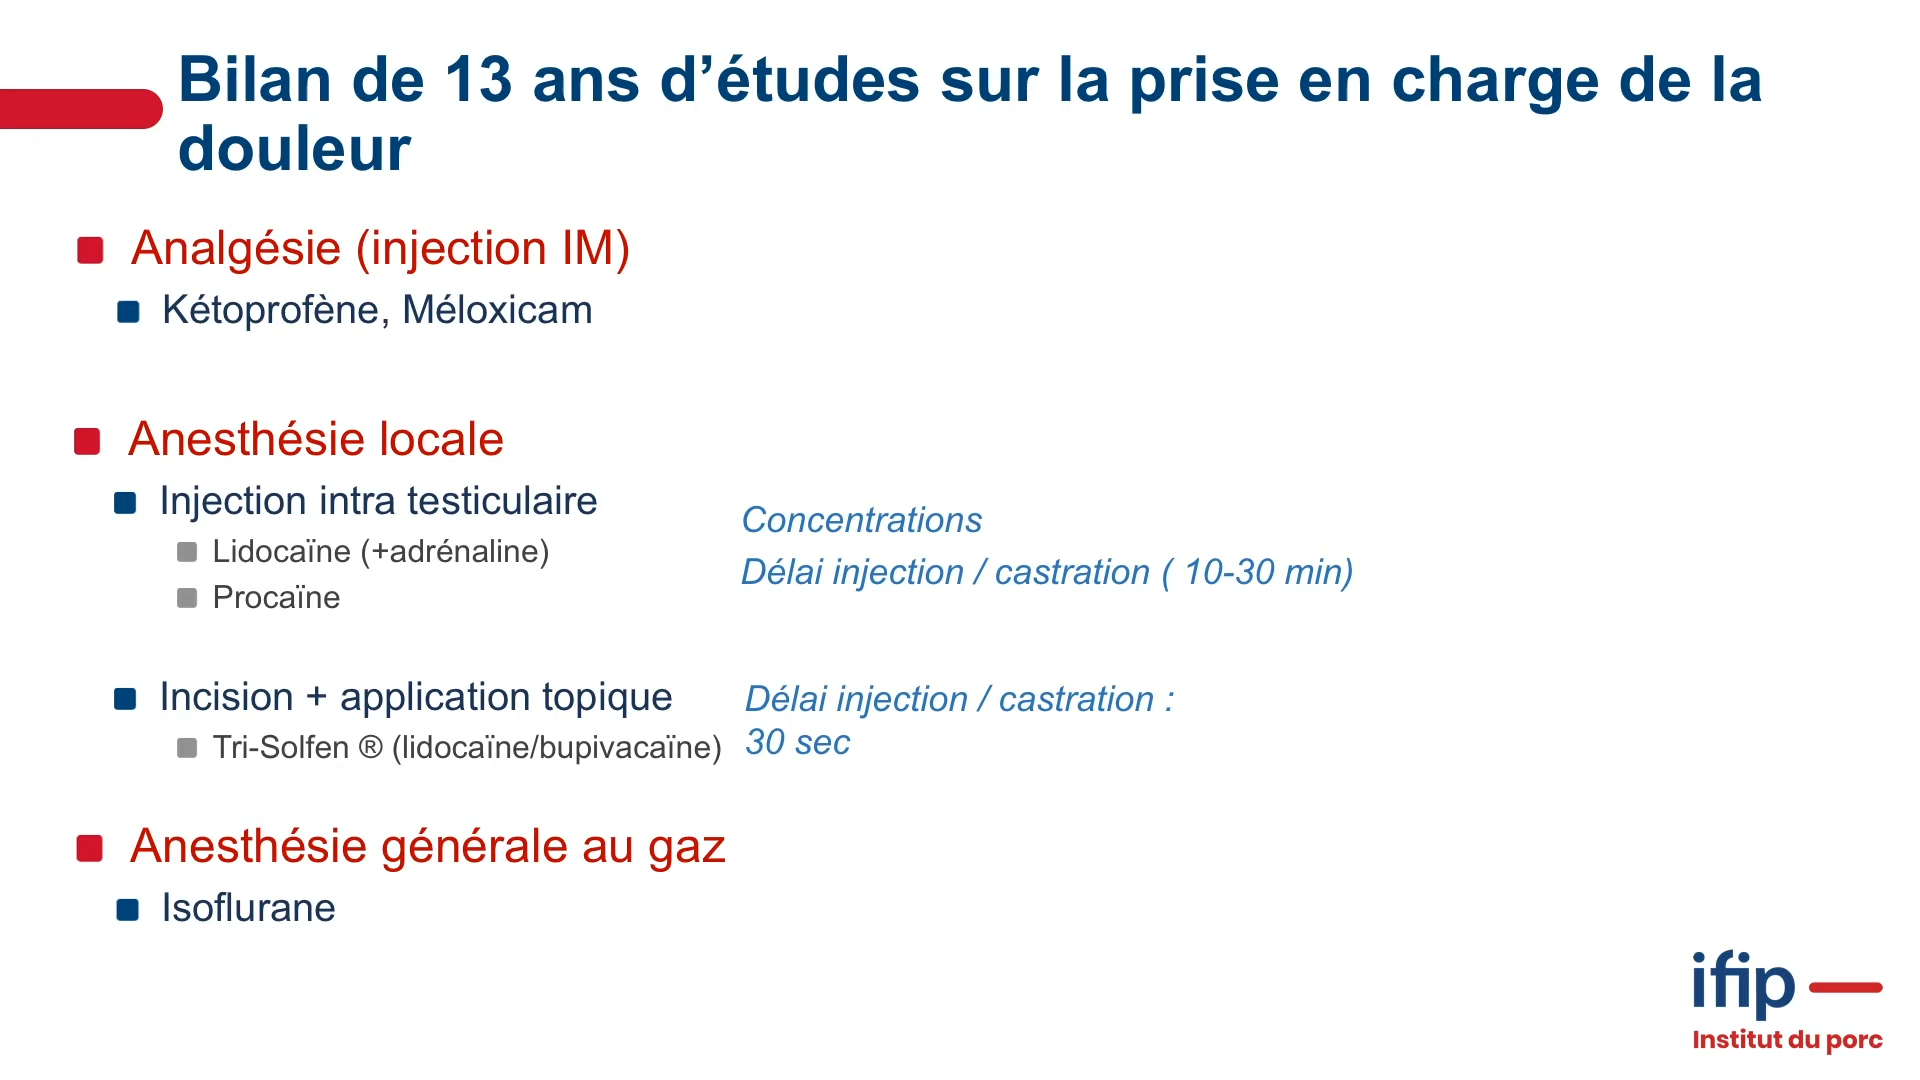 Bilan de 13 ans d’études sur la prise en charge de la
douleur
Analgésie (injection IM)
Kétoprofène, Méloxicam
Anesthésie locale
Injection intra testiculaire
Lidocaïne (+adrénaline)
Procaïne
Concentrations
Délai injection / castration ( 10-30 min)
Incision + application topique
Tri-Solfen ® (lidocaïne/bupivacaïne)
Délai injection / castration :
30 sec
Anesthésie générale au gaz
Isoflurane
ifip
Institut du porc